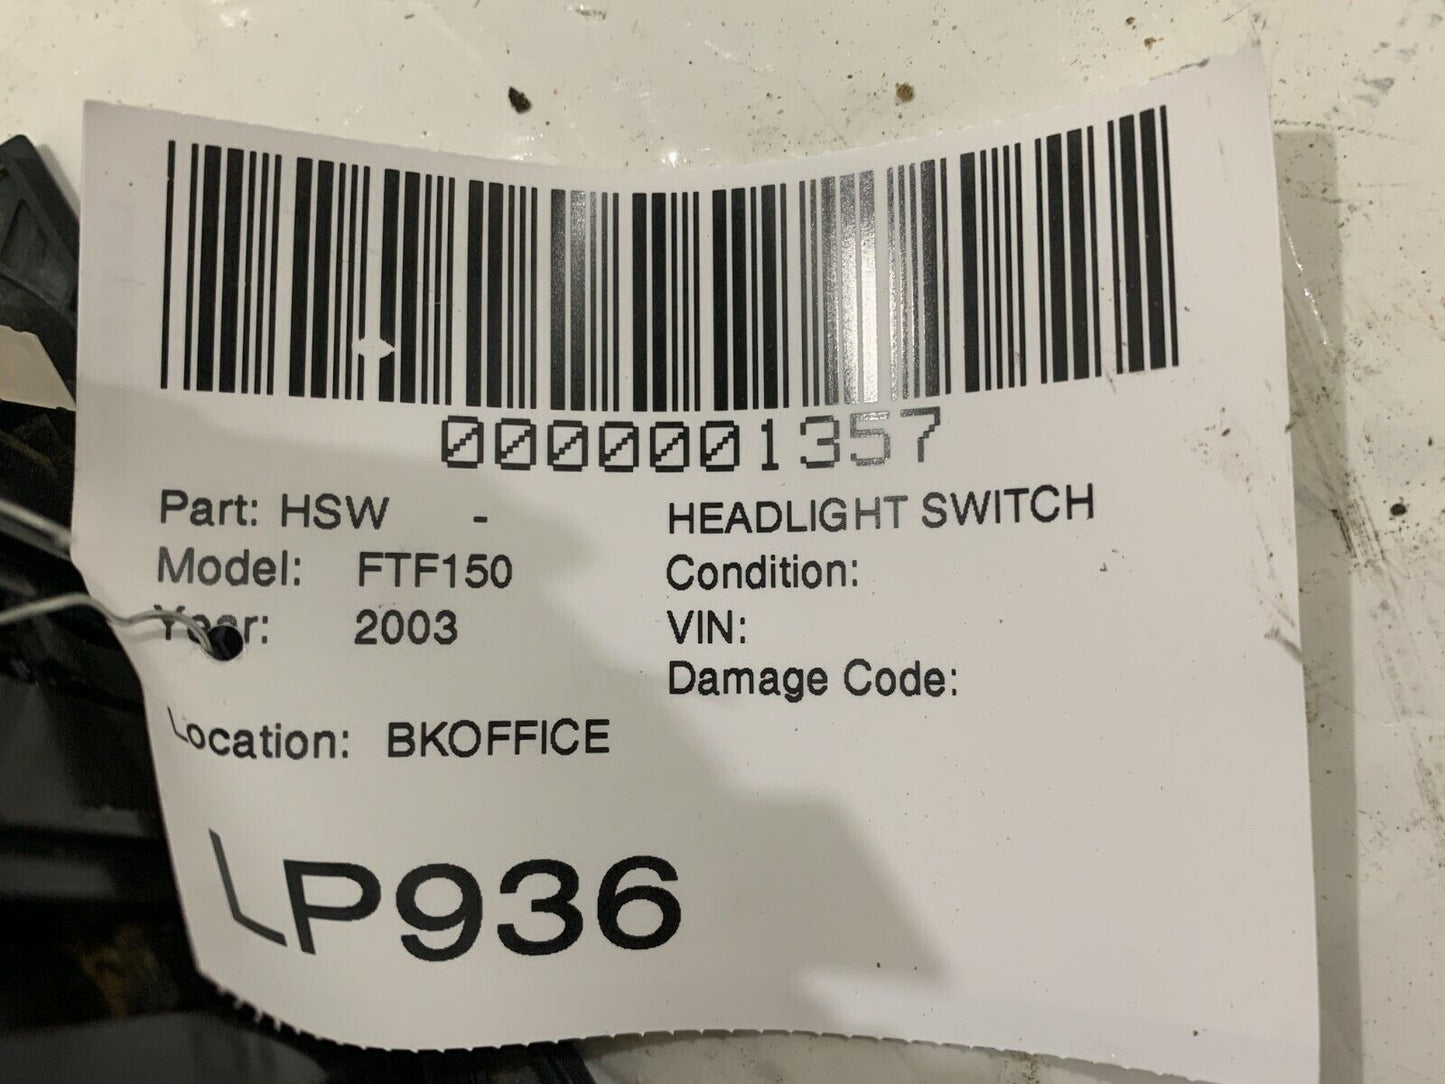 0000001357
Part: HSW - HEADLIGHT SWITCH
Model: FTF150 Condition:
Year: 2003 VIN:
Damage Code:
Location: BKOFFICE
LP936